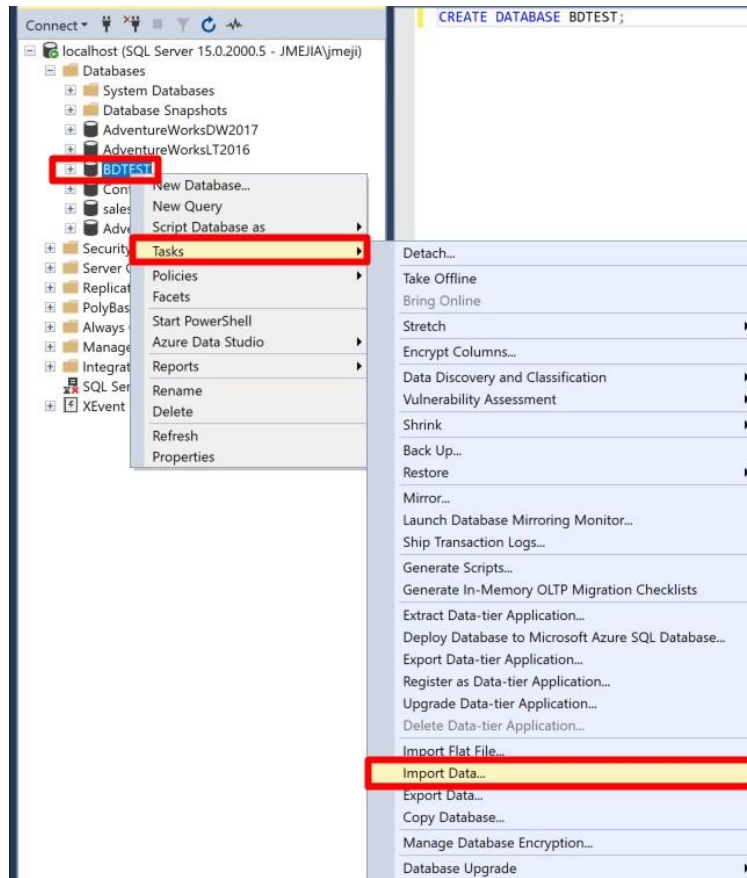 Connect
localhost (SQL Server 15.0.2000.5 - JMEJIA\jmeji)
Databases
System Databases
Database Snapshots
AdventureWorksDW2017
AdventureWorksLT2016
BDTEST
Con
sales
Adve
Security
Server
Replicat
PolyBas
Always
Manage
Integrat
SQL Ser
XEvent
New Database...
New Query
Script Database as
Tasks
Policies
Facets
Start PowerShell
Azure Data Studio
Reports
Rename
Delete
Refresh
Properties
CREATE DATABASE BDTEST;
Detach...
Take Offline
Bring Online
Stretch
Encrypt Columns...
Data Discovery and Classification
Vulnerability Assessment
Shrink
Back Up...
Restore
Mirror...
Launch Database Mirroring Monitor...
Ship Transaction Logs...
Generate Scripts...
Generate In-Memory OLTP Migration Checklists
Extract Data-tier Application...
Deploy Database to Microsoft Azure SQL Database...
Export Data-tier Application...
Register as Data-tier Application...
Upgrade Data-tier Application...
Delete Data-tier Application...
Import Flat File...
Import Data...
Export Data...
Copy Database...
Manage Database Encryption...
Database Upgrade